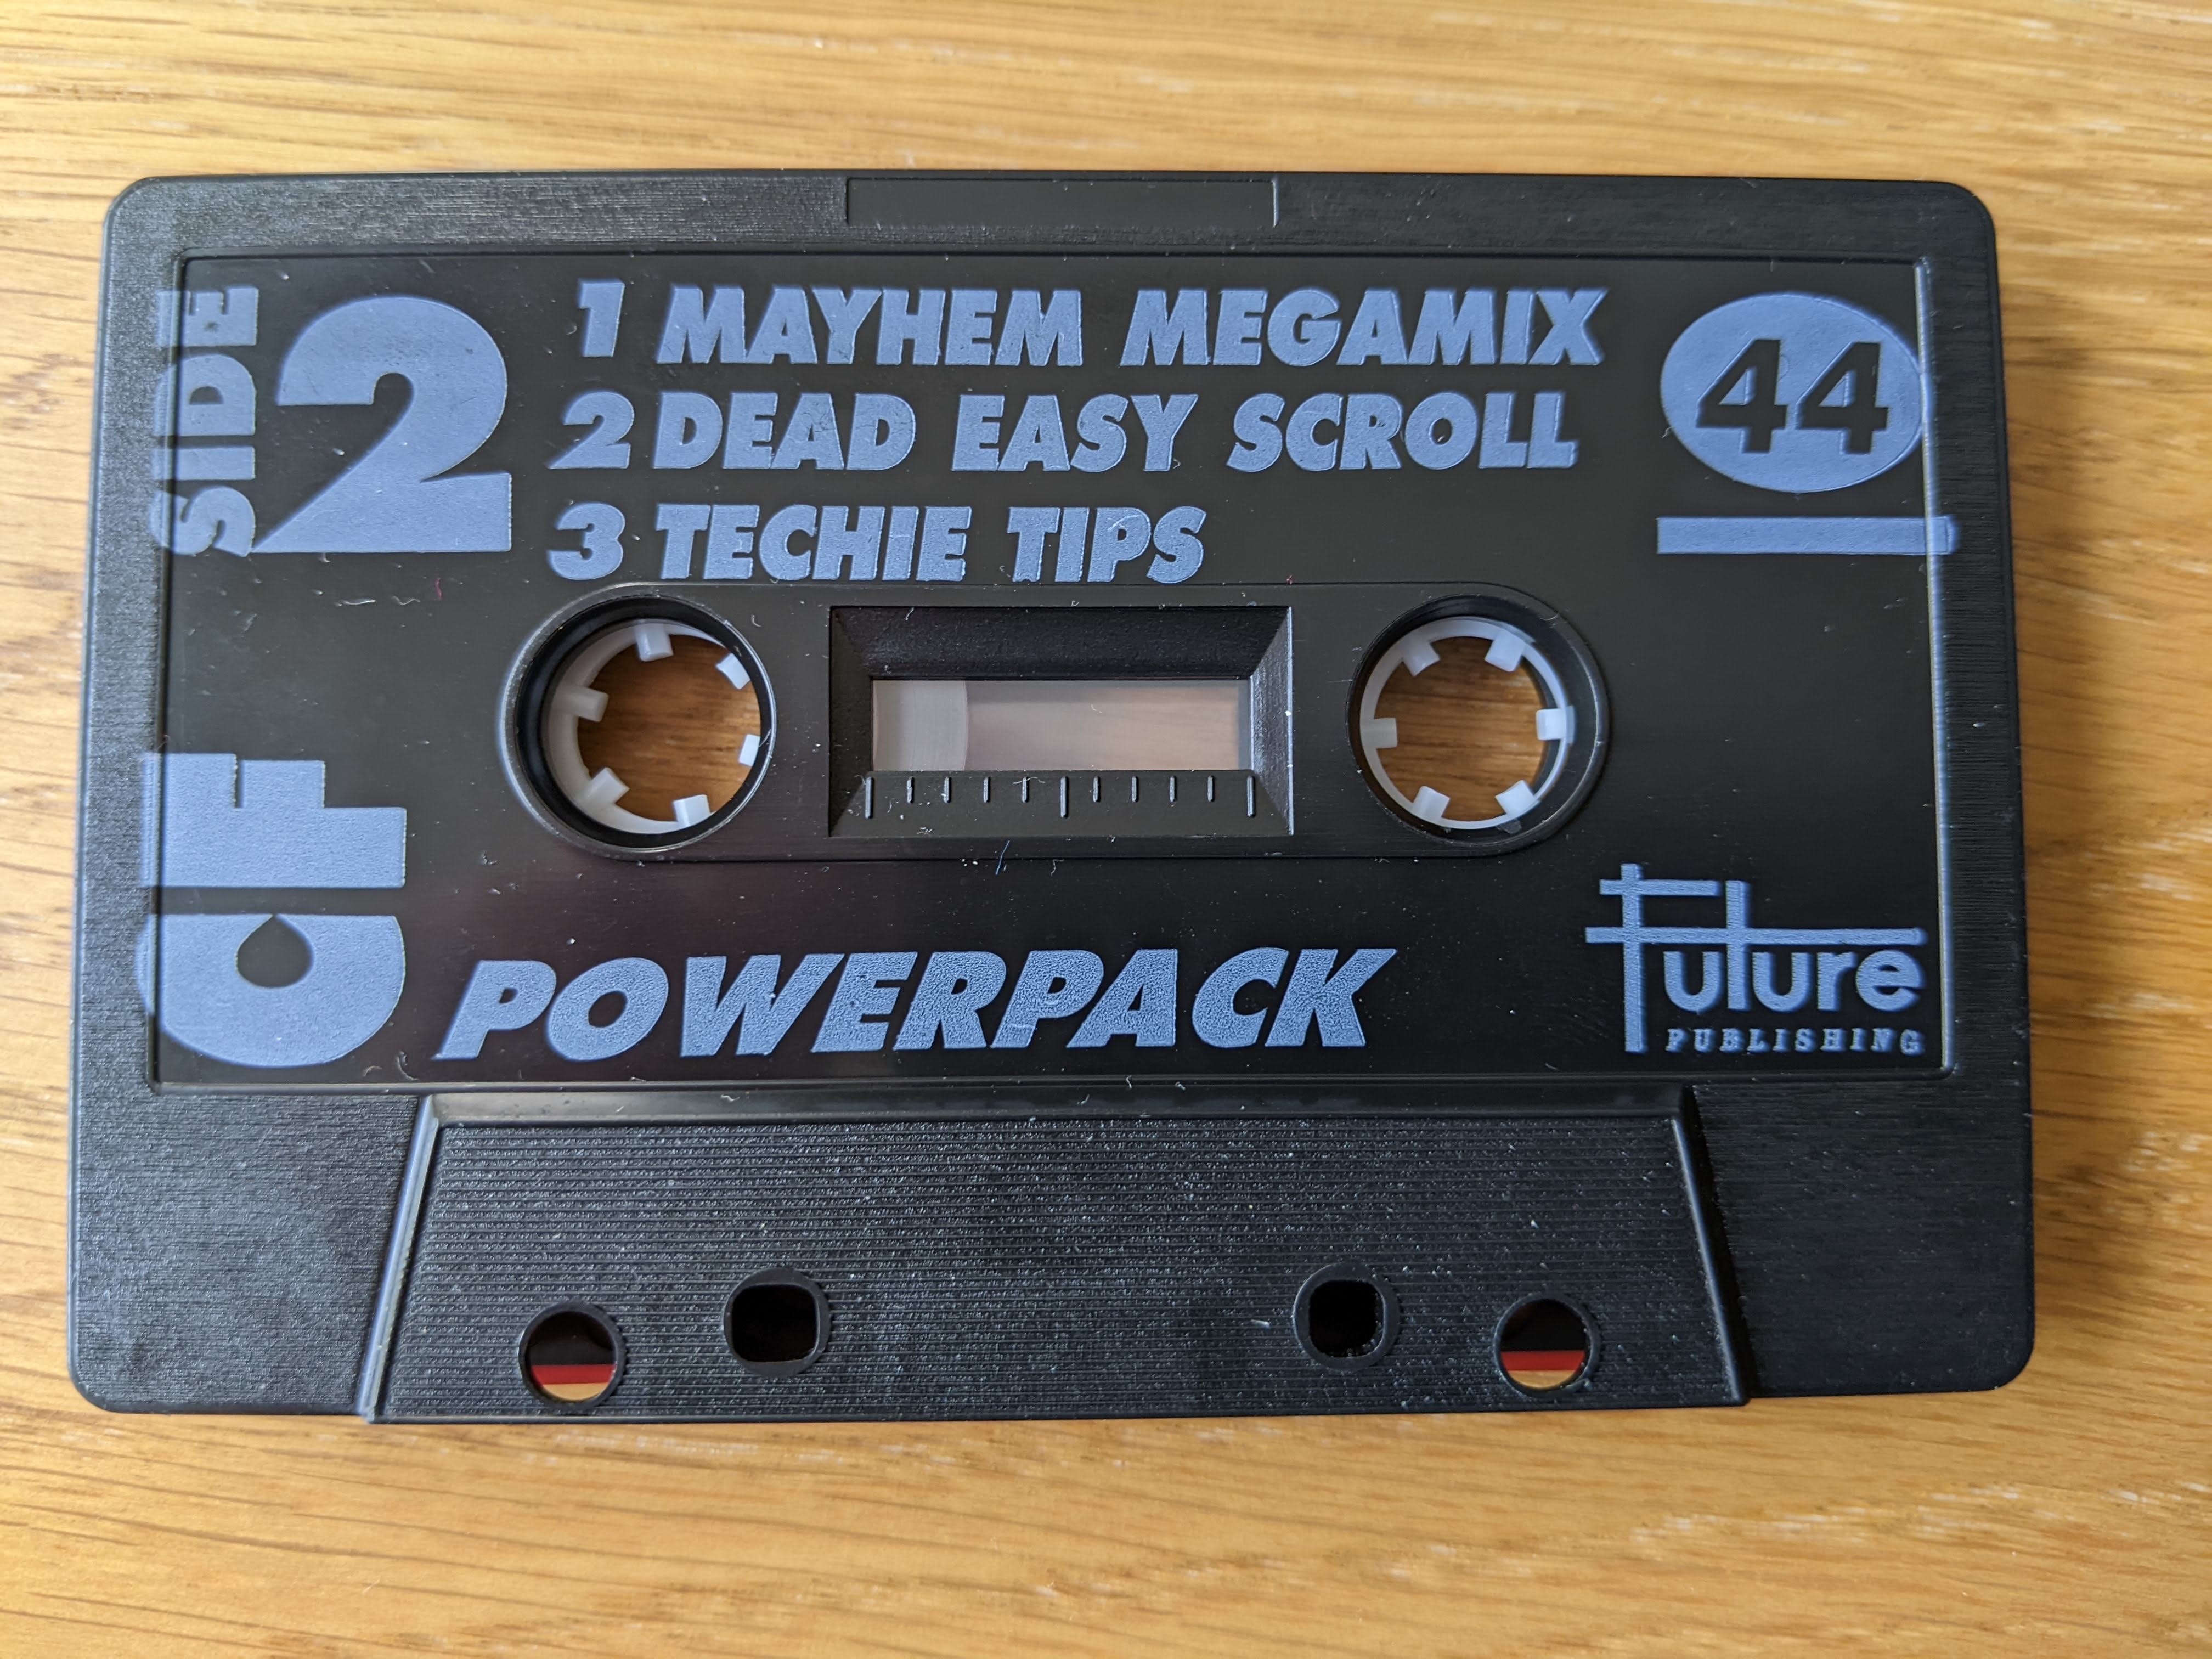 SIDE 2
1 MAYHEM MEGAMIX
2 DEAD EASY SCROLL
3 TECHIE TIPS
44
CF
POWERPACK
Future
PUBLISHING